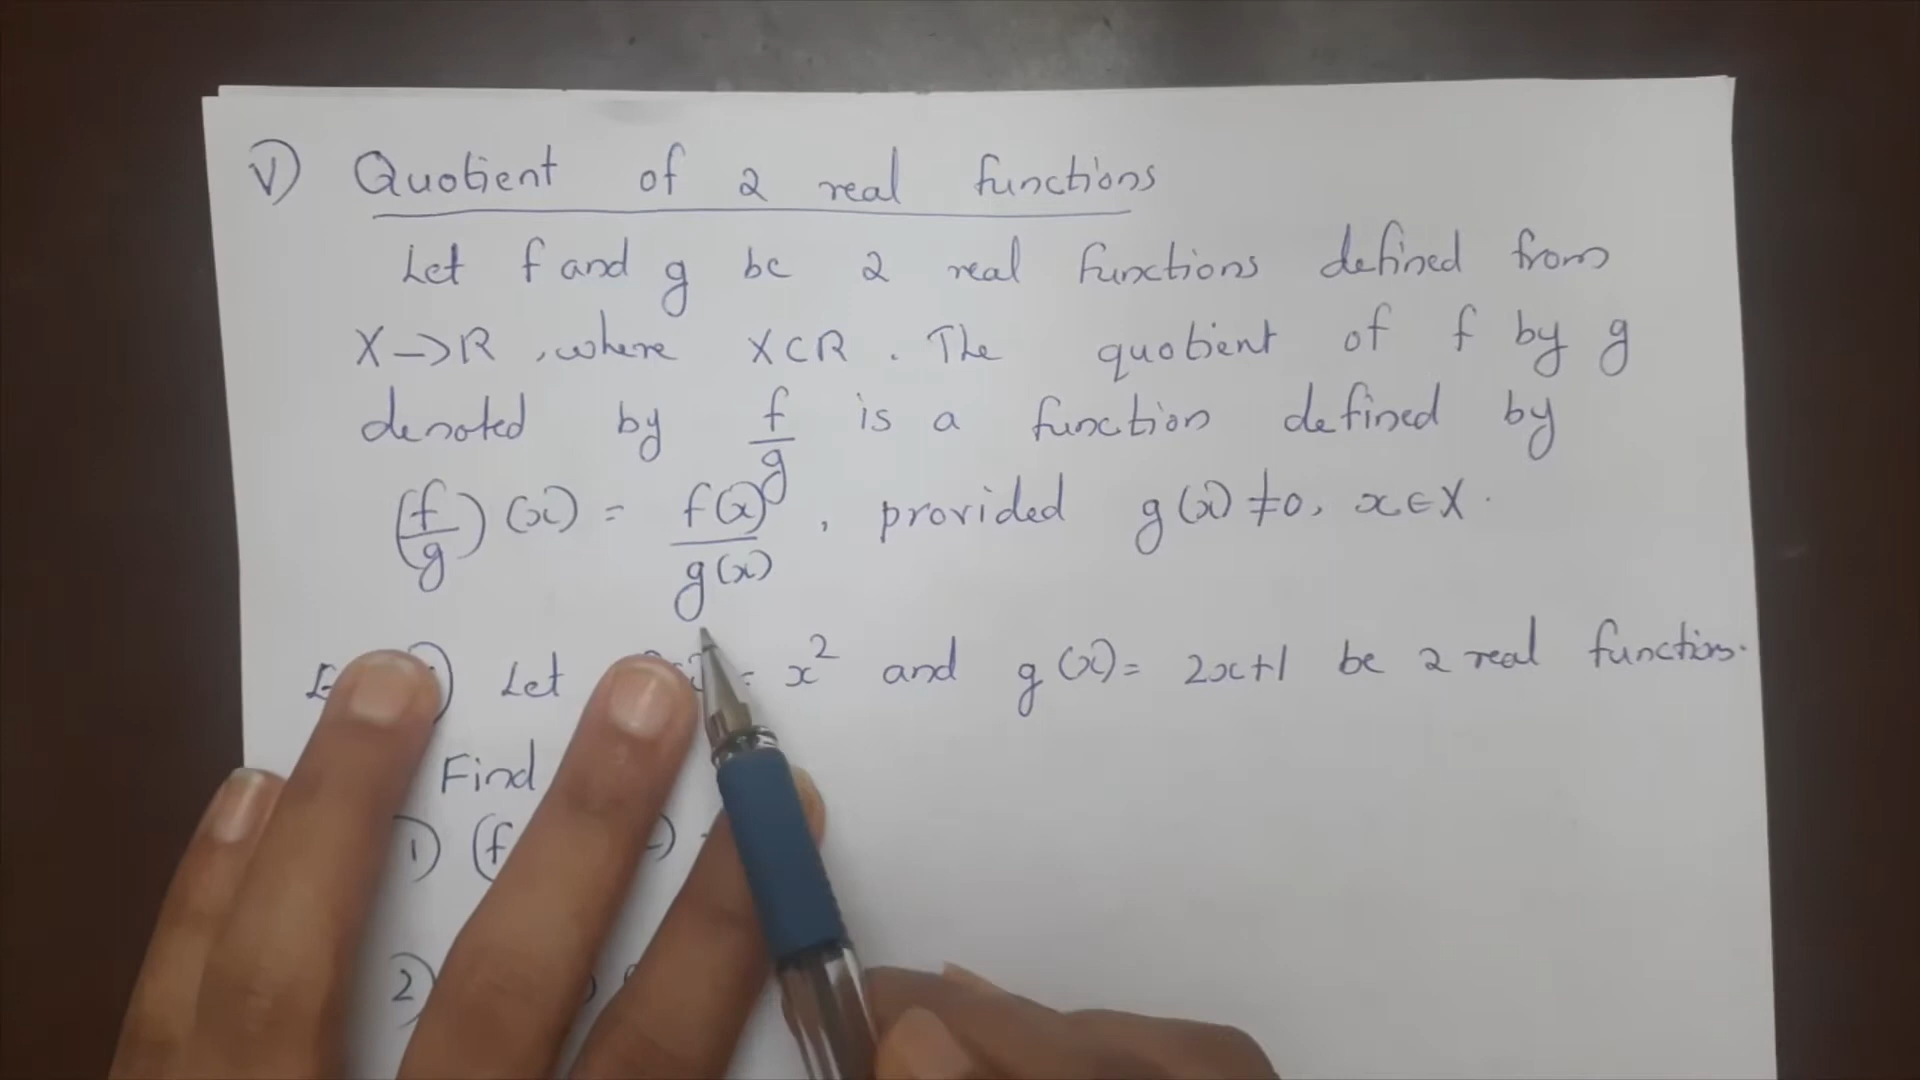 V) Quotient of 2 real functions
Let f and g be 2 real functions defined from
X→R, where X⊂R. The quotient of f by g
denoted by f/g is a function defined by
(f/g)(x) = f(x)/g(x), provided g(x)≠0, x∈X.
Let = x² and g(x) = 2x+1 be 2 real functions.
Find
1) (f
2)